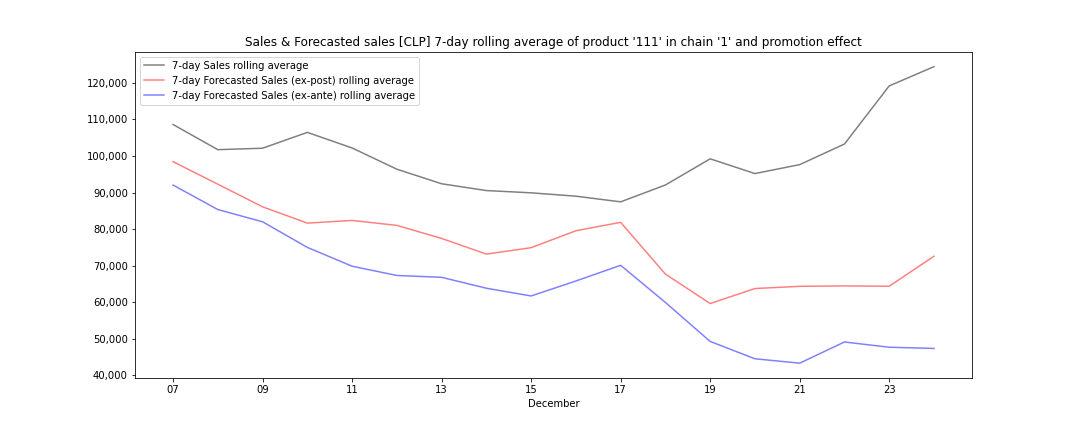 Sales & Forecasted sales [CLP] 7-day rolling average of product '111' in chain '1' and promotion effect
7-day Sales rolling average
7-day Forecasted Sales (ex-post) rolling average
7-day Forecasted Sales (ex-ante) rolling average
120,000
110,000
100,000
90,000
80,000
70,000
60,000
50,000
40,000
07 09 11 13 15 17 19 21 23
December